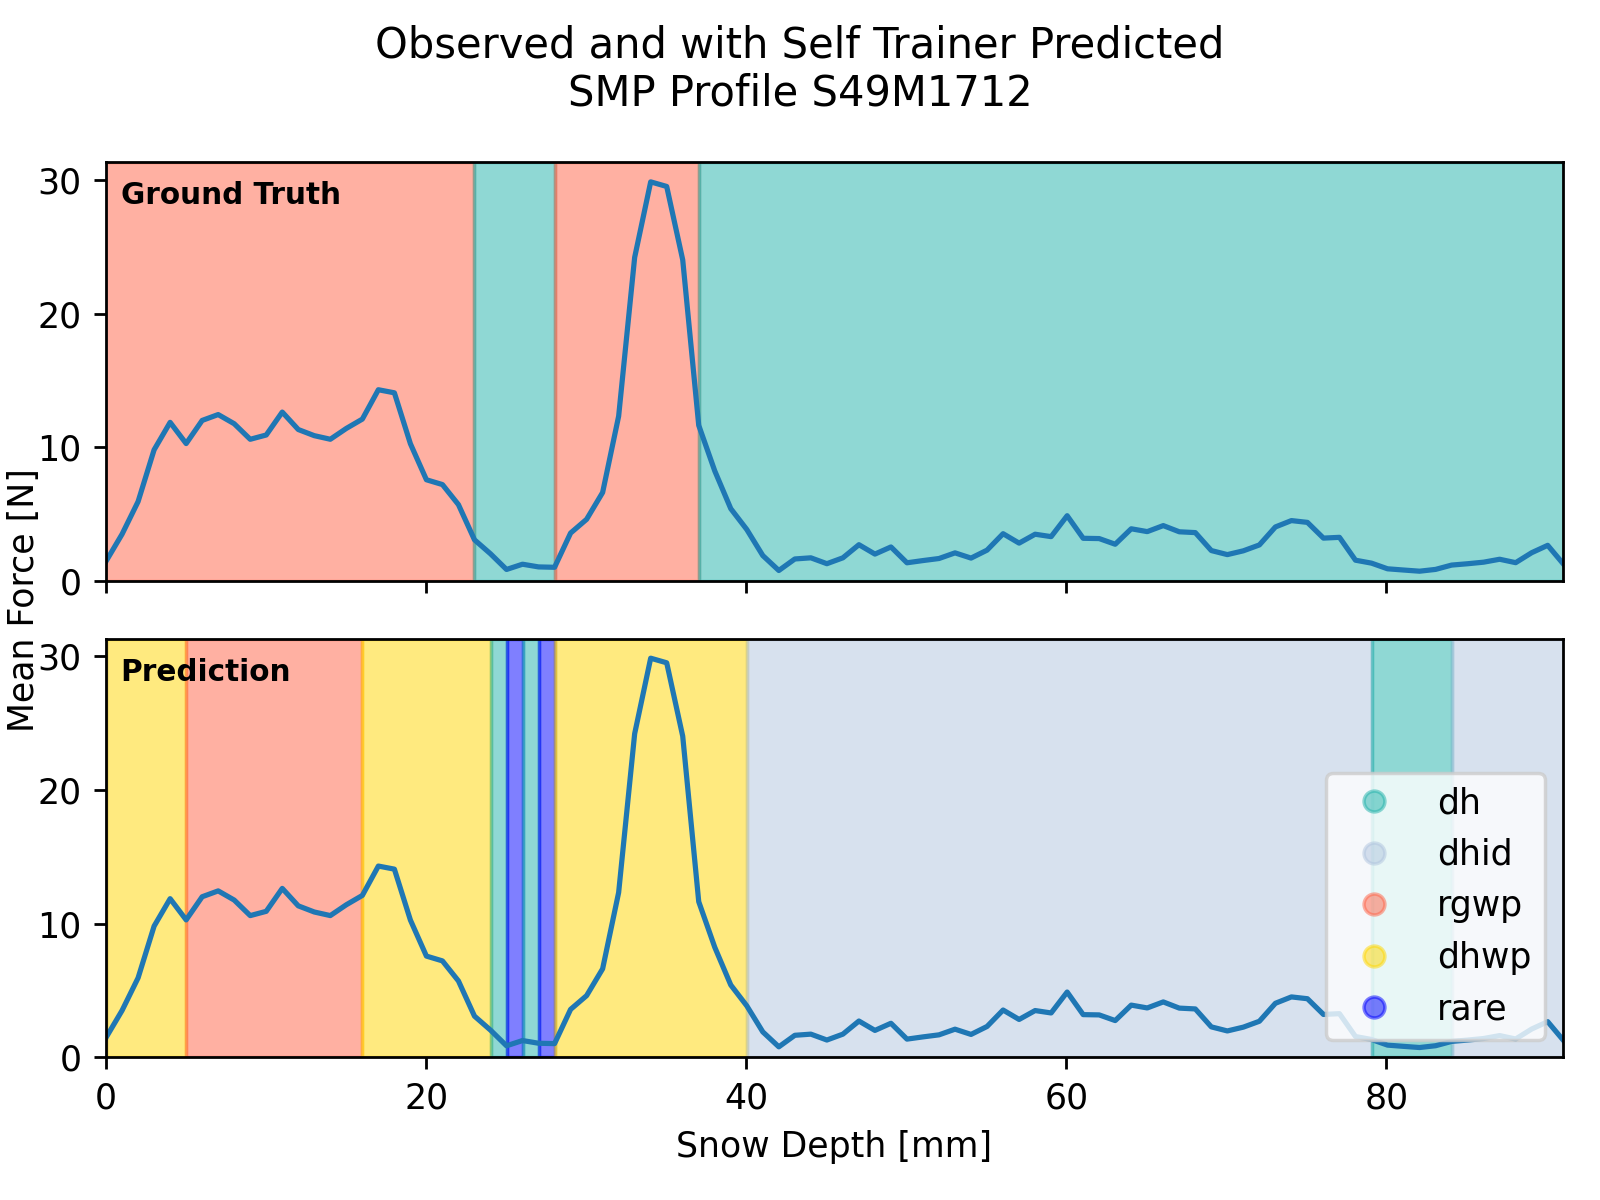 Observed and with Self Trainer Predicted
SMP Profile S49M1712
30
Ground Truth
20
10
0
Mean Force [N]
30
Prediction
20
10
0
dh
dhid
rgwp
dhwp
rare
0 20 40 60 80
Snow Depth [mm]